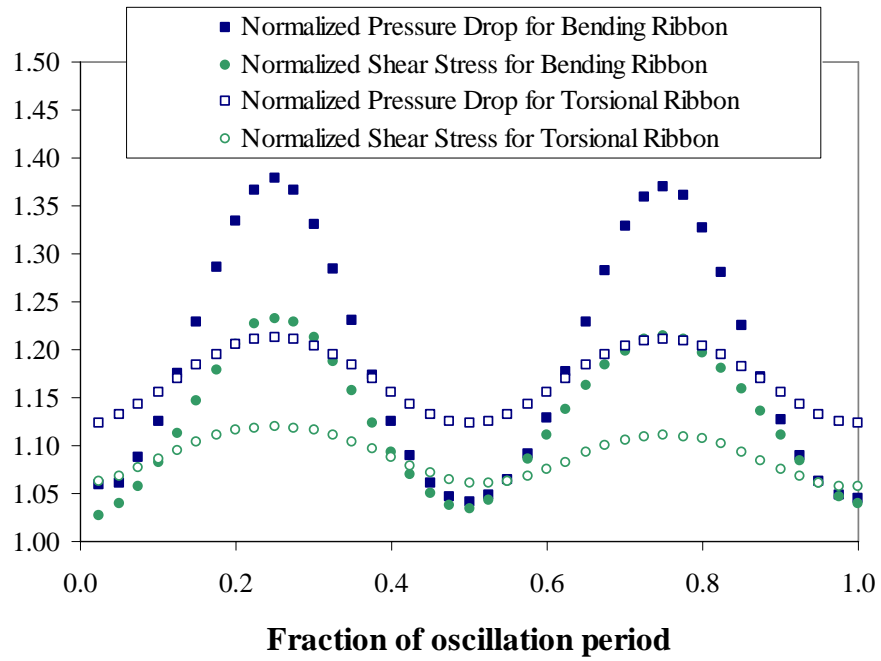 Normalized Pressure Drop for Bending Ribbon
Normalized Shear Stress for Bending Ribbon
Normalized Pressure Drop for Torsional Ribbon
Normalized Shear Stress for Torsional Ribbon
1.50
1.45
1.40
1.35
1.30
1.25
1.20
1.15
1.10
1.05
1.00
0.0 0.2 0.4 0.6 0.8 1.0
Fraction of oscillation period